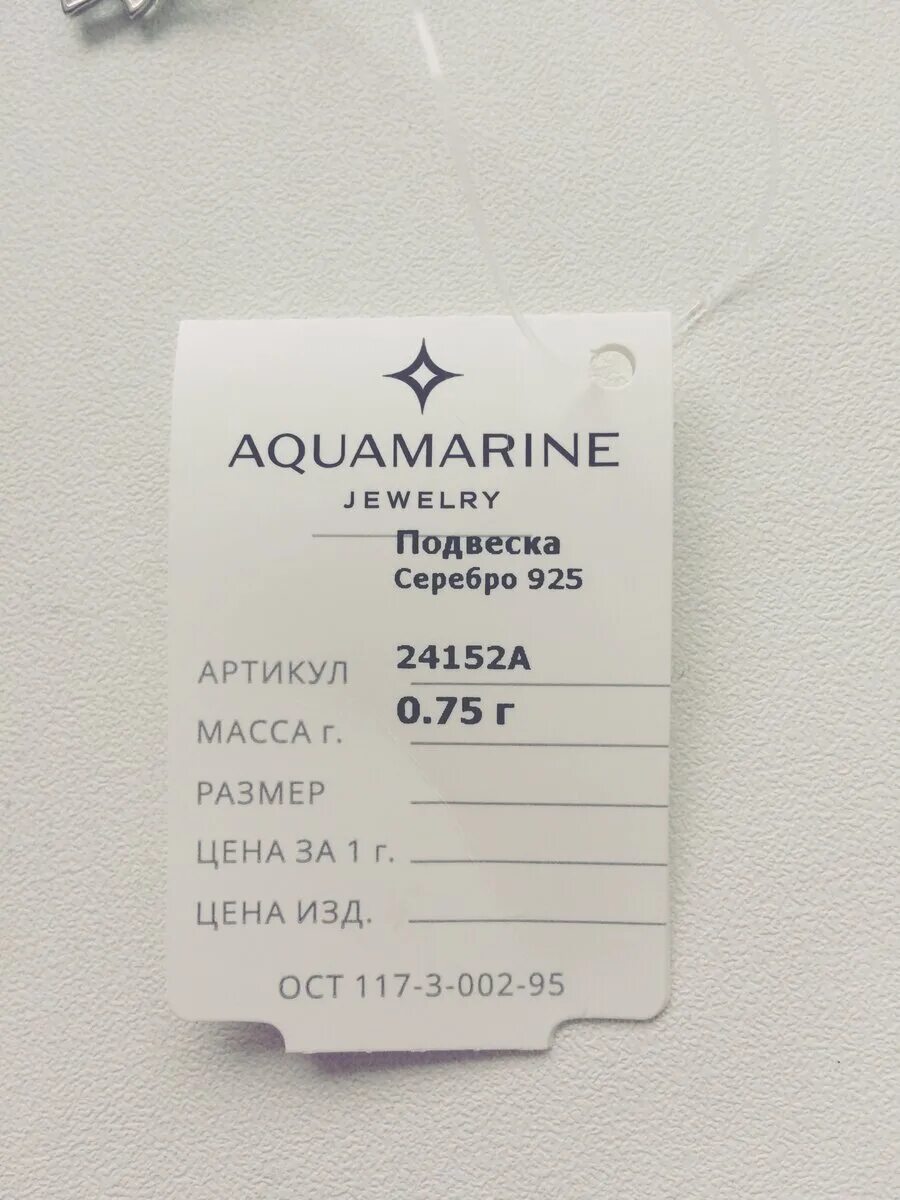 AQUAMARINE
JEWELRY
Подвеска
Серебро 925
АРТИКУЛ 24152А
МАССА г. 0.75 г
РАЗМЕР
ЦЕНА ЗА 1 г.
ЦЕНА ИЗД.
ОСТ 117-3-002-95